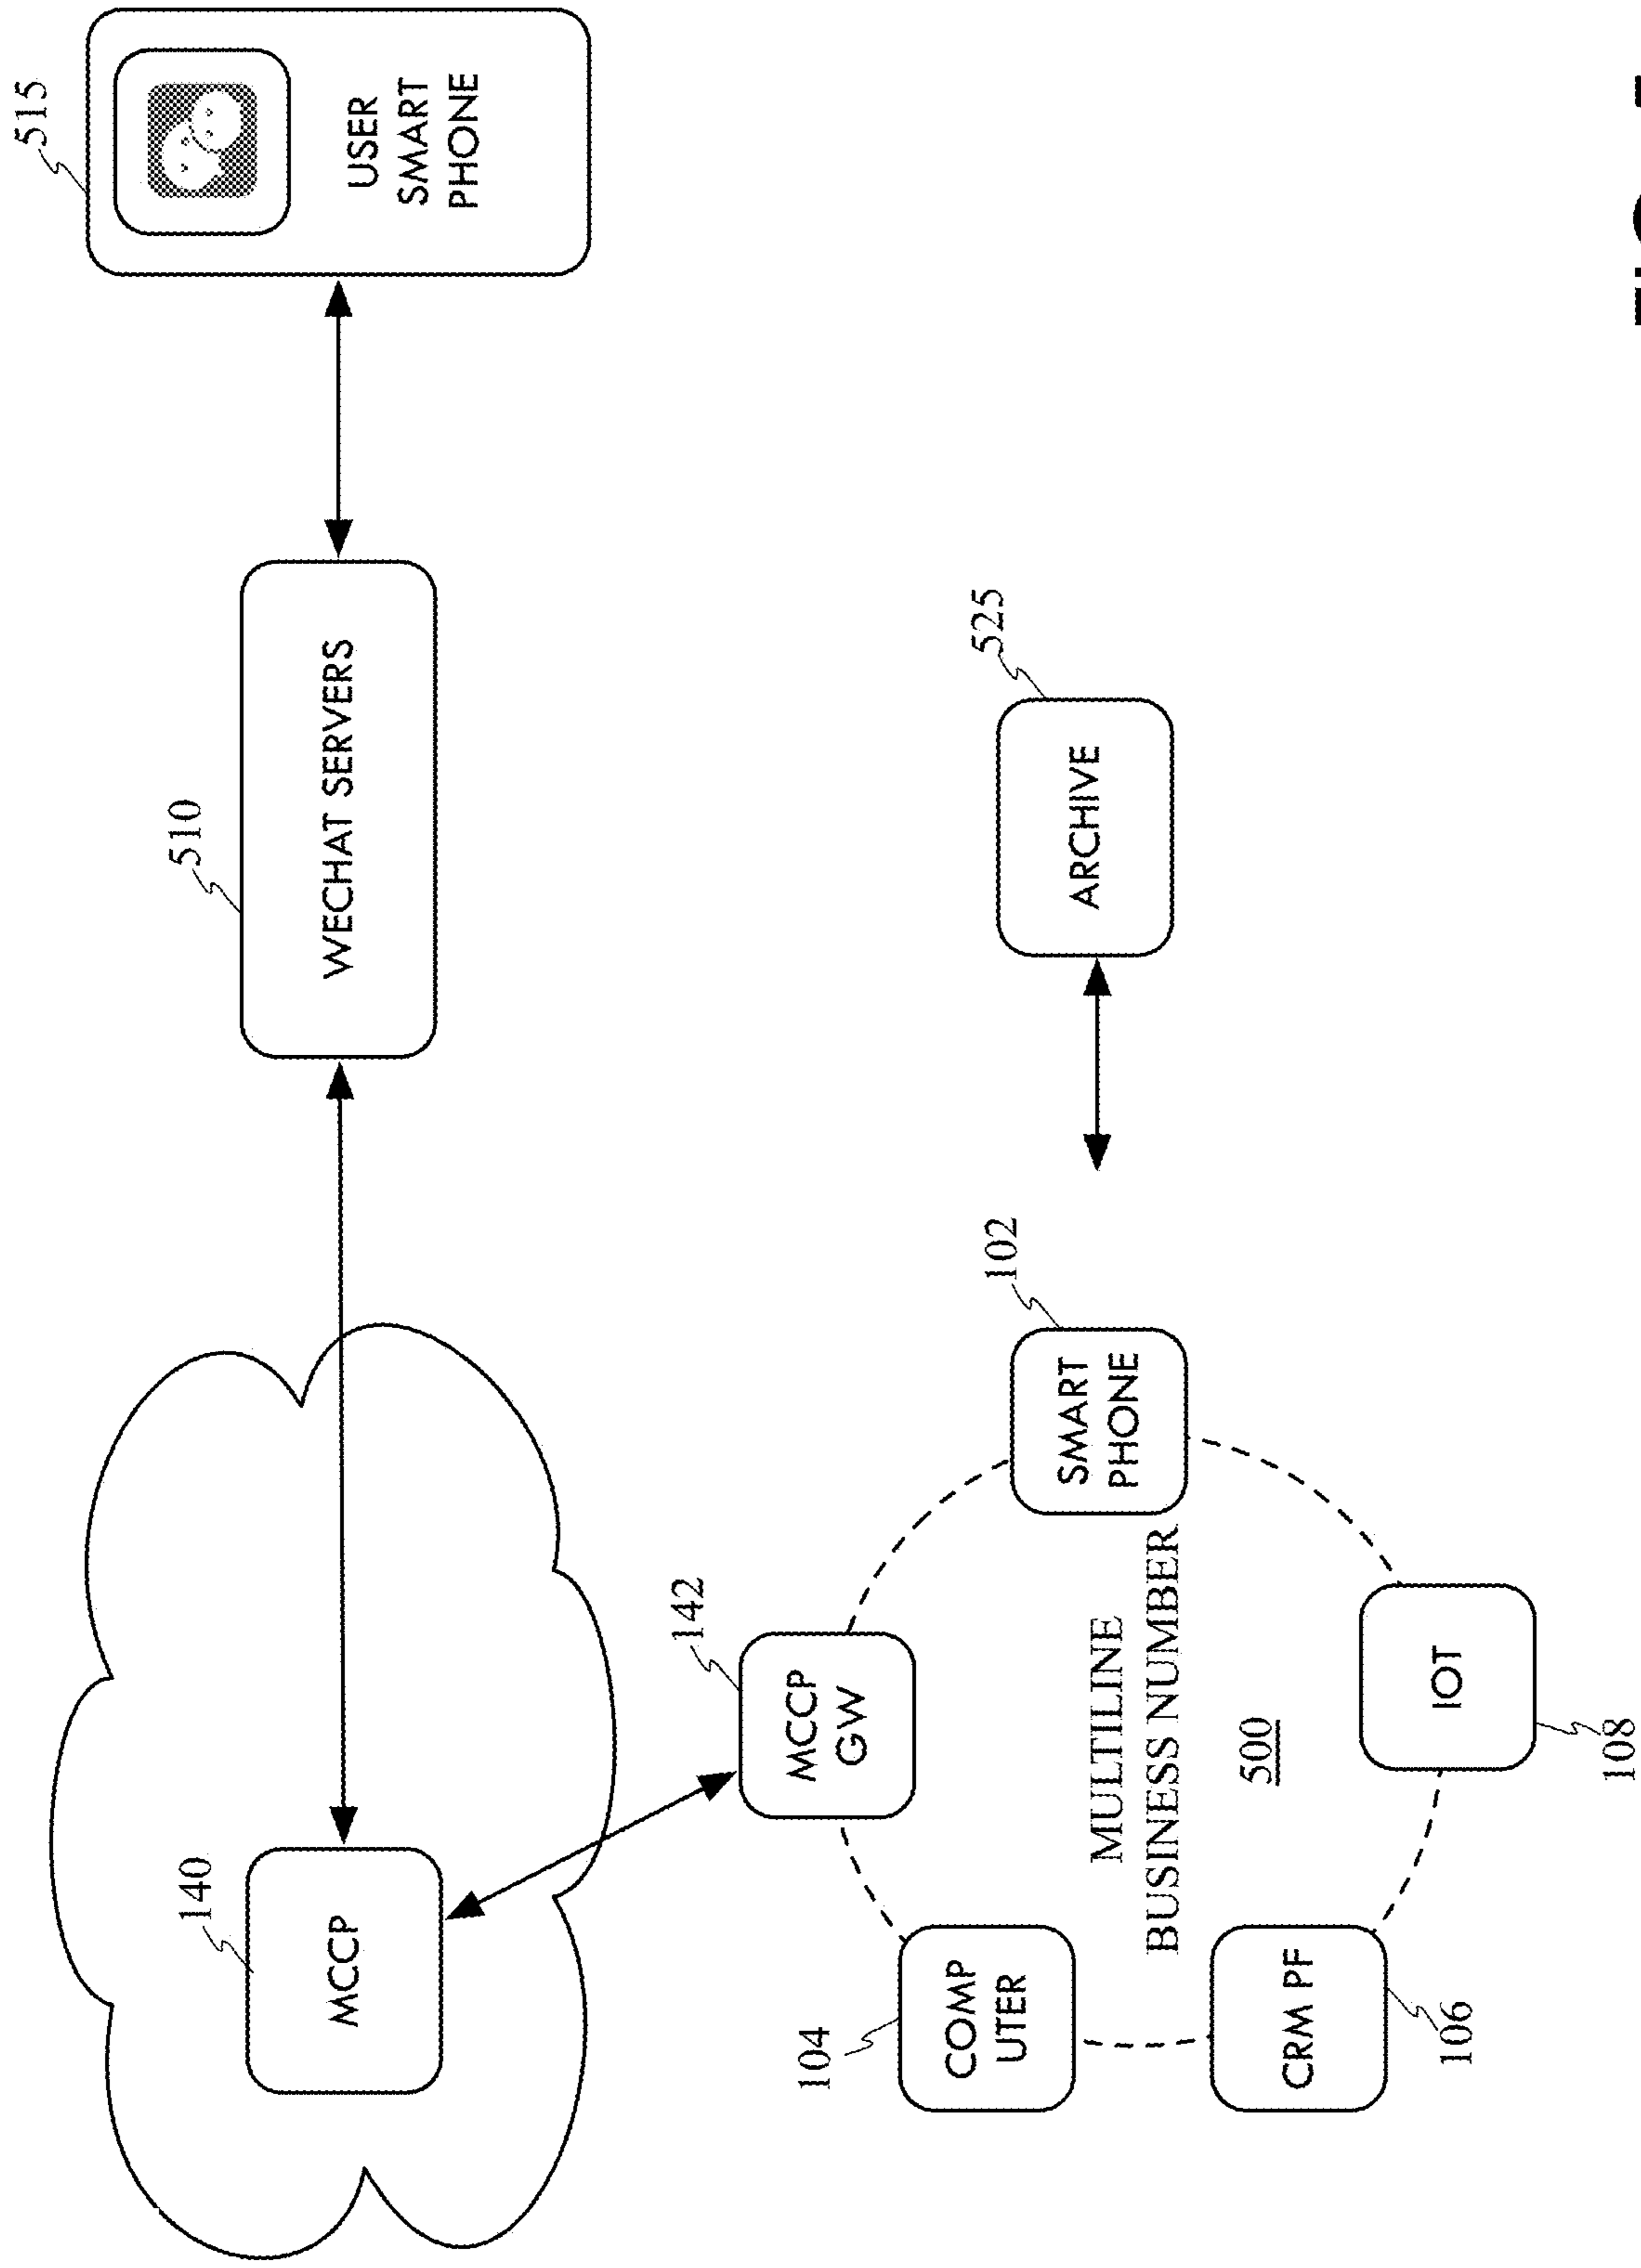 515
USER
SMART
PHONE
510
WECHAT SERVERS
140
MCCP
525
ARCHIVE
142
MCCP
GW
102
SMART
PHONE
104
COMP
UTER
MULTILINE
BUSINESS NUMBER
500
CRM PF
106
IOT
108